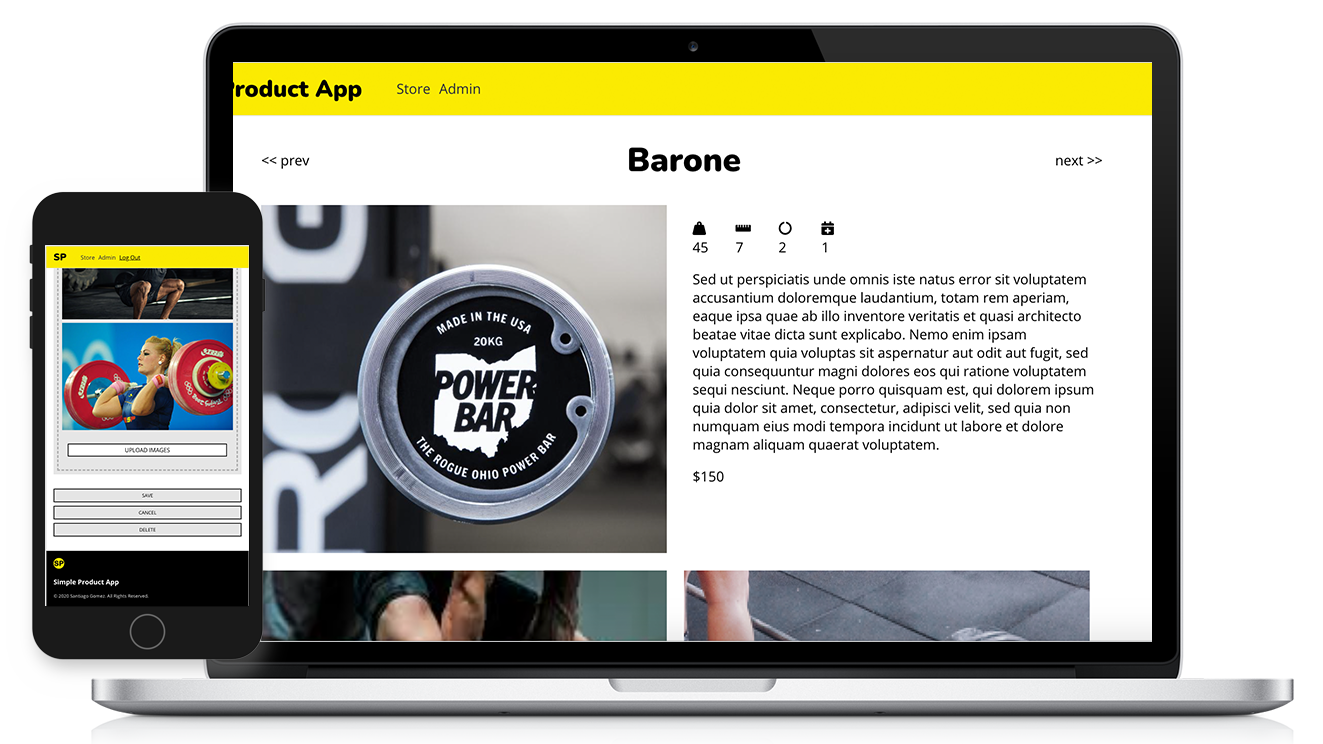 Product App
Store Admin
<< prev
Barone
next >>
45 7 2 1
Sed ut perspiciatis unde omnis iste natus error sit voluptatem
accusantium doloremque laudantium, totam rem aperiam,
eaque ipsa quae ab illo inventore veritatis et quasi architecto
beatae vitae dicta sunt explicabo. Nemo enim ipsam
voluptatem quia voluptas sit aspernatur aut odit aut fugit, sed
quia consequuntur magni dolores eos qui ratione voluptatem
sequi nesciunt. Neque porro quisquam est, qui dolorem ipsum
quia dolor sit amet, consectetur, adipisci velit, sed quia non
numquam eius modi tempora incidunt ut labore et dolore
magnam aliquam quaerat voluptatem.
$150
MADE IN THE USA
20KG
POWER
BAR
THE ROGUE OHIO POWER BAR
SP
Store Admin Log Out
UPLOAD IMAGES
SAVE
CANCEL
DELETE
SP
Simple Product App
© 2020 Santiago Gomez. All Rights Reserved.